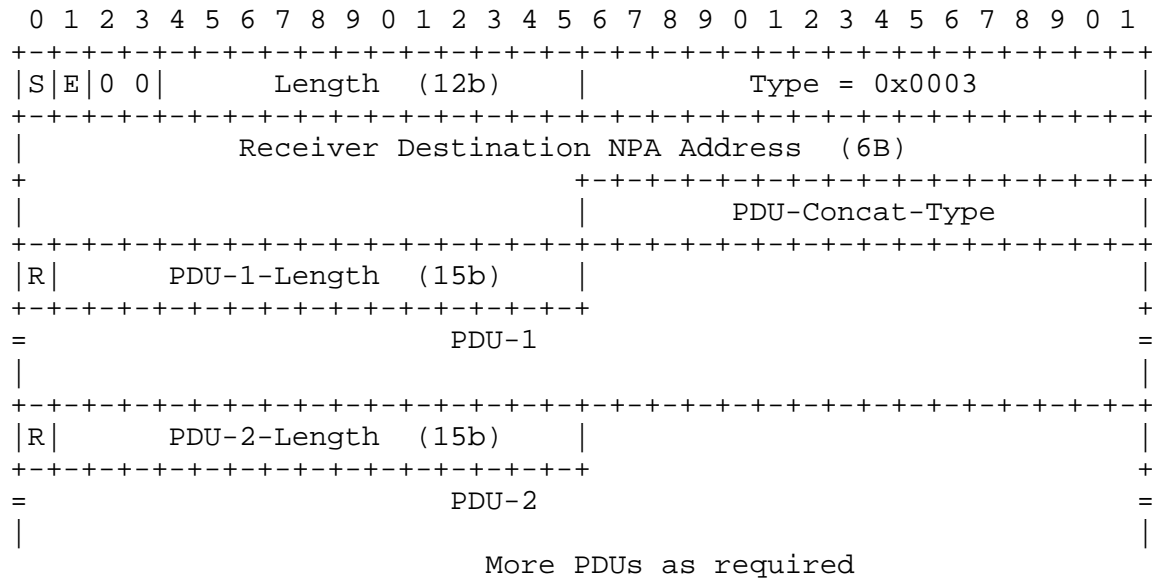 0 1 2 3 4 5 6 7 8 9 0 1 2 3 4 5 6 7 8 9 0 1 2 3 4 5 6 7 8 9 0 1
+-+-+-+-+-+-+-+-+-+-+-+-+-+-+-+-+-+-+-+-+-+-+-+-+-+-+-+-+-+-+-+-+
|S|E|0 0|      Length  (12b)    |         Type = 0x0003         |
+-+-+-+-+-+-+-+-+-+-+-+-+-+-+-+-+-+-+-+-+-+-+-+-+-+-+-+-+-+-+-+-+
|            Receiver Destination NPA Address  (6B)             |
+                               +-+-+-+-+-+-+-+-+-+-+-+-+-+-+-+-+
|                               |        PDU-Concat-Type        |
+-+-+-+-+-+-+-+-+-+-+-+-+-+-+-+-+-+-+-+-+-+-+-+-+-+-+-+-+-+-+-+-+
|R|      PDU-1-Length  (15b)    |                               |
+-+-+-+-+-+-+-+-+-+-+-+-+-+-+-+-+                               +
=                        PDU-1                                  =
|                                                               |
+-+-+-+-+-+-+-+-+-+-+-+-+-+-+-+-+-+-+-+-+-+-+-+-+-+-+-+-+-+-+-+-+
|R|      PDU-2-Length  (15b)    |                               |
+-+-+-+-+-+-+-+-+-+-+-+-+-+-+-+-+                               +
=                        PDU-2                                  =
|                                                               |
                          More PDUs as required